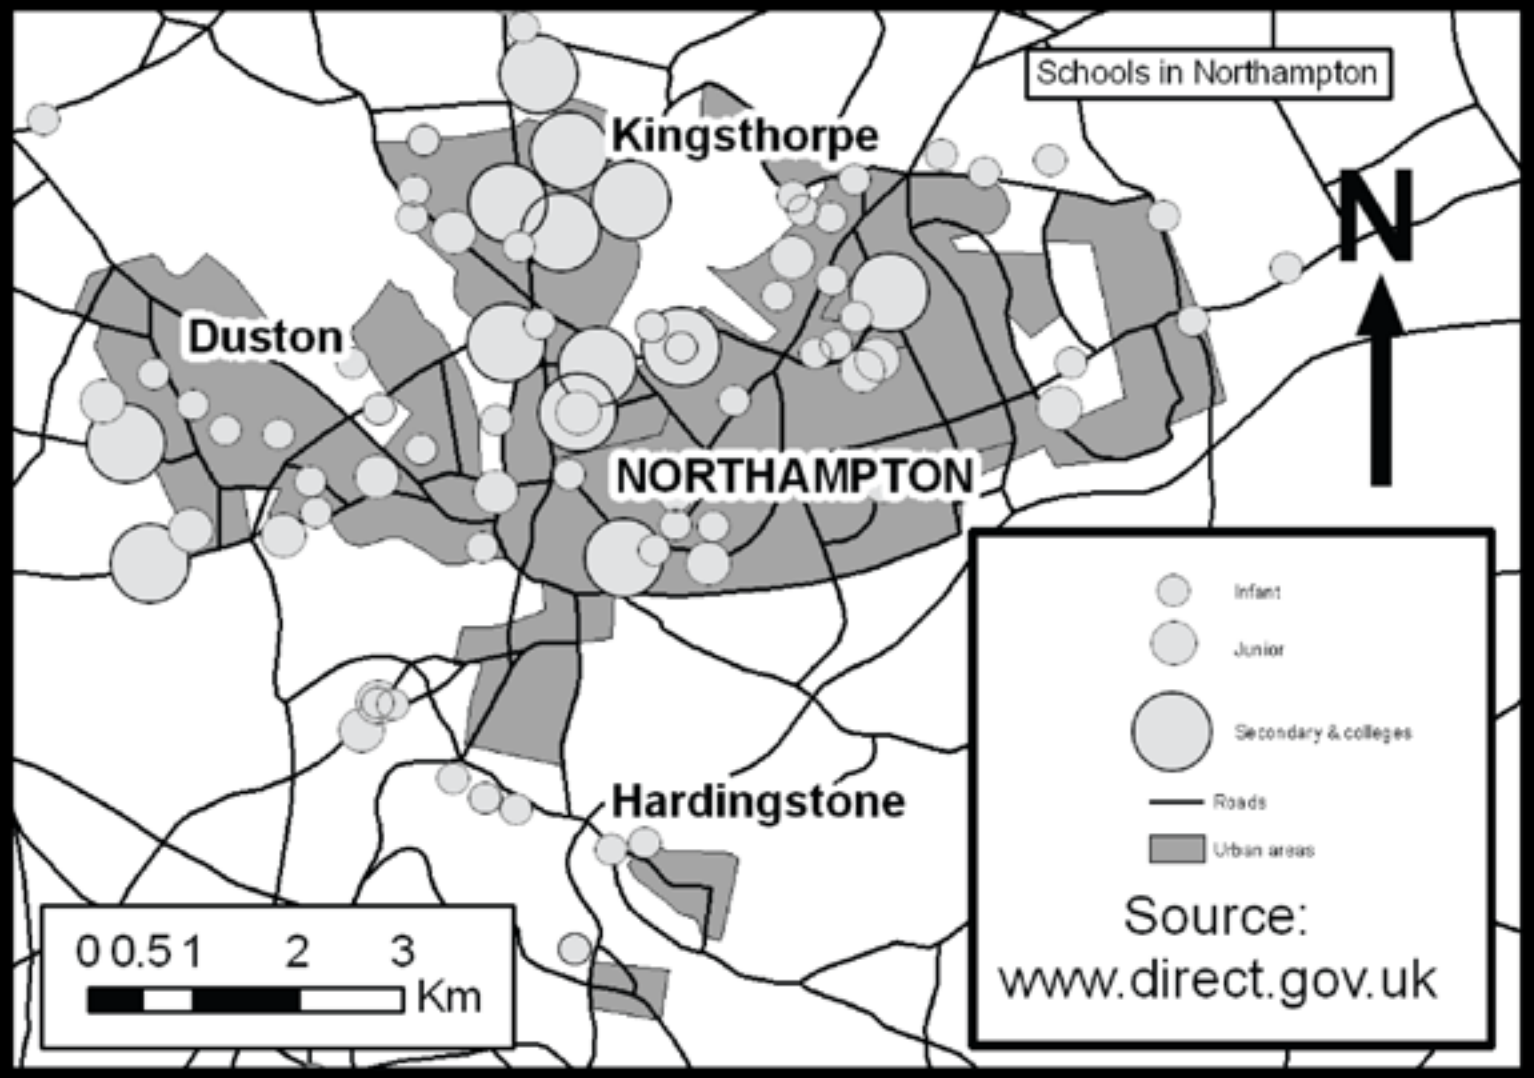 Schools in Northampton
Kingsthorpe
N
Duston
NORTHAMPTON
Infant
Junior
Secondary & colleges
Roads
Urban areas
Hardingstone
Source:
www.direct.gov.uk
0 0.5 1 2 3
Km